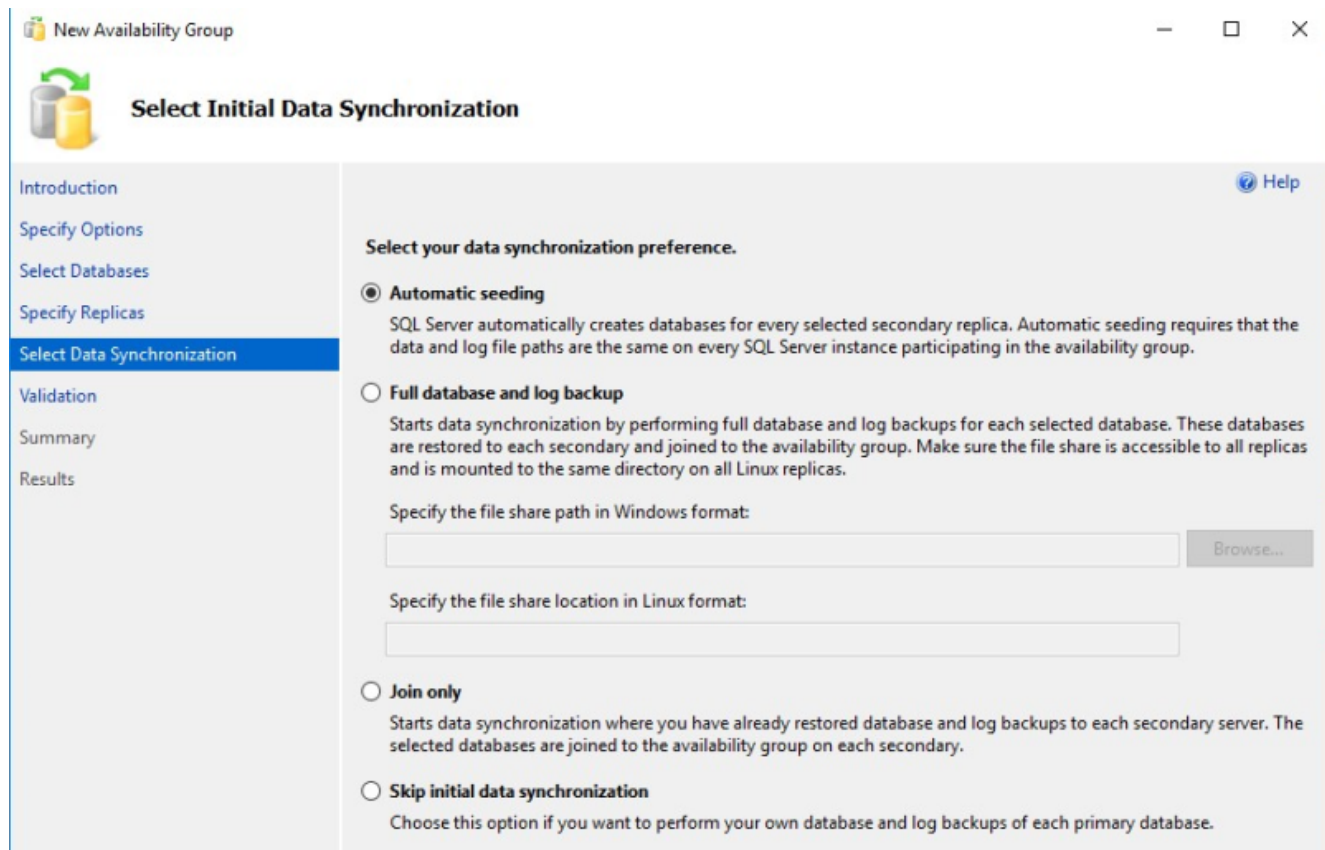 New Availability Group
Select Initial Data Synchronization
Introduction
Specify Options
Select Databases
Specify Replicas
Select Data Synchronization
Validation
Summary
Results
Help
Select your data synchronization preference.
Automatic seeding
SQL Server automatically creates databases for every selected secondary replica. Automatic seeding requires that the
data and log file paths are the same on every SQL Server instance participating in the availability group.
Full database and log backup
Starts data synchronization by performing full database and log backups for each selected database. These databases
are restored to each secondary and joined to the availability group. Make sure the file share is accessible to all replicas
and is mounted to the same directory on all Linux replicas.
Specify the file share path in Windows format:
Browse...
Specify the file share location in Linux format:
Join only
Starts data synchronization where you have already restored database and log backups to each secondary server. The
selected databases are joined to the availability group on each secondary.
Skip initial data synchronization
Choose this option if you want to perform your own database and log backups of each primary database.